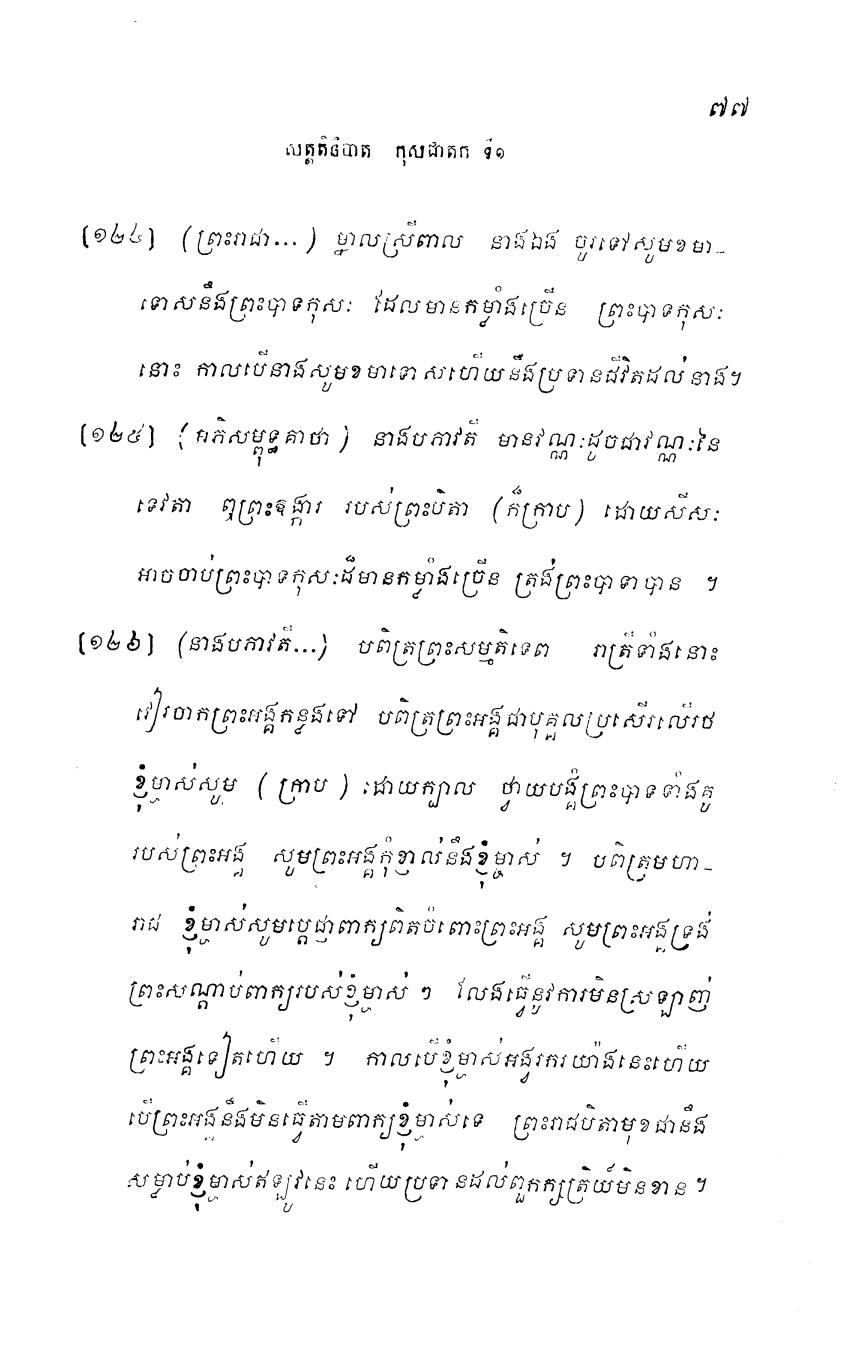 ៧៧
សត្តតិនិបាត កុសជាតក ទី១
[១២៤] (ព្រះរាជា...) ម្នាលស្រីពាល នាងឯង ចូរទៅសូមខមា_
ទោសនឹងព្រះបាទកុសៈ ដែលមានកម្លាំងច្រើន ព្រះបាទកុសៈ
នោះ កាលបើនាងសូមខមាទោសហើយនឹងប្រទានជីវិតដល់នាង។
[១២៥] (អភិសម្ពុទ្ធគាថា) នាងបភាវតី មានវណ្ណៈដូចជាវណ្ណៈនៃ
ទេវតា ឮព្រះឱង្ការ របស់ព្រះបិតា (ក៏ក្រាប) ដោយសីសៈ
អាចចាប់ព្រះបាទកុសៈដ៏មានកម្លាំងច្រើន ត្រង់ព្រះបាទាបាន ។
[១២៦] (នាងបភាវតី...) បពិត្រព្រះសម្មតិទេព រាត្រីទាំងនោះ
វៀរចាកព្រះអង្គកន្លងទៅ បពិត្រព្រះអង្គជាបុគ្គលប្រសើរលើរថ
ខ្ញុំម្ចាស់សូម (ក្រាប) ដោយក្បាល ថ្វាយបង្គំព្រះបាទទាំងគូ
របស់ព្រះអង្គ សូមព្រះអង្គកុំខ្ញាល់នឹងខ្ញុំម្ចាស់ ។ បពិត្រមហា_
រាជ ខ្ញុំម្ចាស់សូមប្តេជ្ញាពាក្យពិតចំពោះព្រះអង្គ សូមព្រះអង្គទ្រង់
ព្រះសណ្តាប់ពាក្យរបស់ខ្ញុំម្ចាស់ ៗ លែងធ្វើនូវការមិនស្រឡាញ់
ព្រះអង្គទៀតហើយ ។ កាលបើខ្ញុំម្ចាស់អង្វរករយ៉ាងនេះហើយ
បើព្រះអង្គនឹងមិនធ្វើតាមពាក្យខ្ញុំម្ចាស់ទេ ព្រះរាជបិតាមុខជានឹង
សម្លាប់ខ្ញុំម្ចាស់ឥឡូវនេះ ហើយប្រទានដល់ពួកក្សត្រិយ៍មិនខាន ។